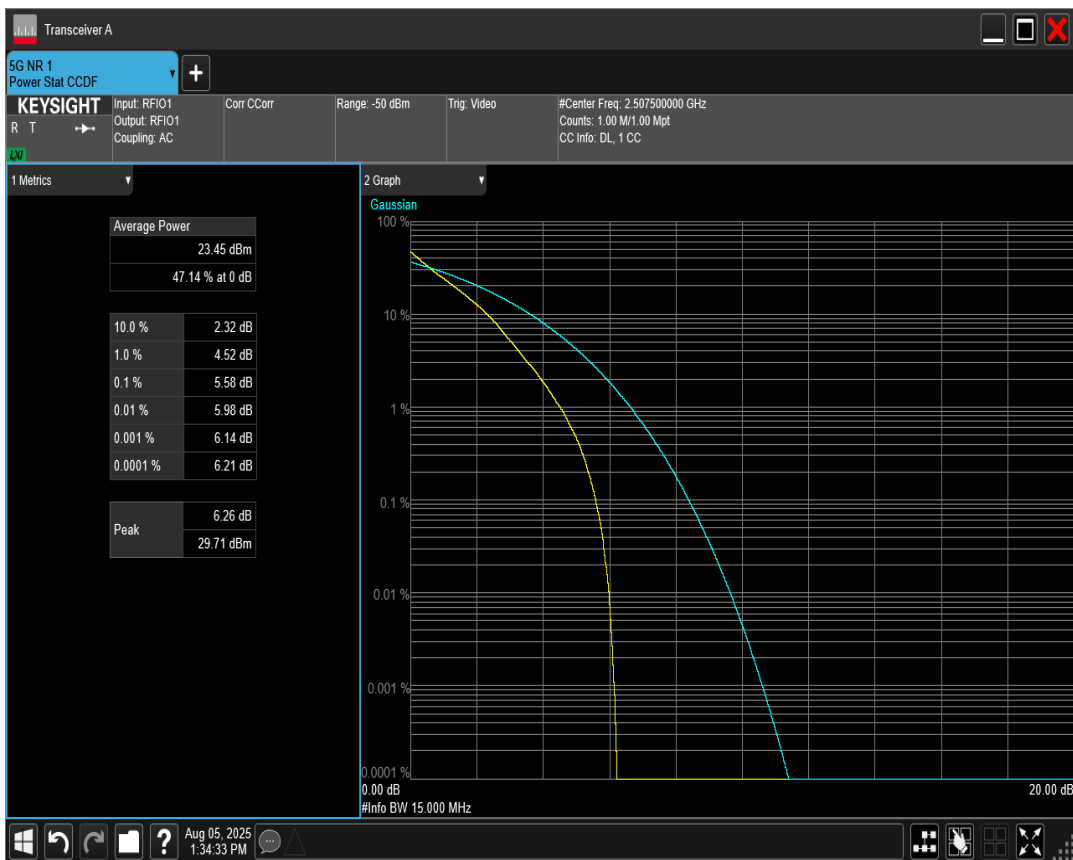 Transceiver A
5G NR 1
Power Stat CCDF
+
KEYSIGHT
R T
LXI
Input: RFIO1
Output: RFIO1
Coupling: AC
Corr CCorr
Range: -50 dBm
Trig: Video
#Center Freq: 2.507500000 GHz
Counts: 1.00 M/1.00 Mpt
CC Info: DL, 1 CC
1 Metrics
Average Power
23.45 dBm
47.14 % at 0 dB
10.0 % 2.32 dB
1.0 % 4.52 dB
0.1 % 5.58 dB
0.01 % 5.98 dB
0.001 % 6.14 dB
0.0001 % 6.21 dB
Peak 6.26 dB
29.71 dBm
2 Graph
Gaussian
100 %
10 %
1 %
0.1 %
0.01 %
0.001 %
0.0001 %
0.00 dB 20.00 dB
#Info BW 15.000 MHz
?
Aug 05, 2025
1:34:33 PM